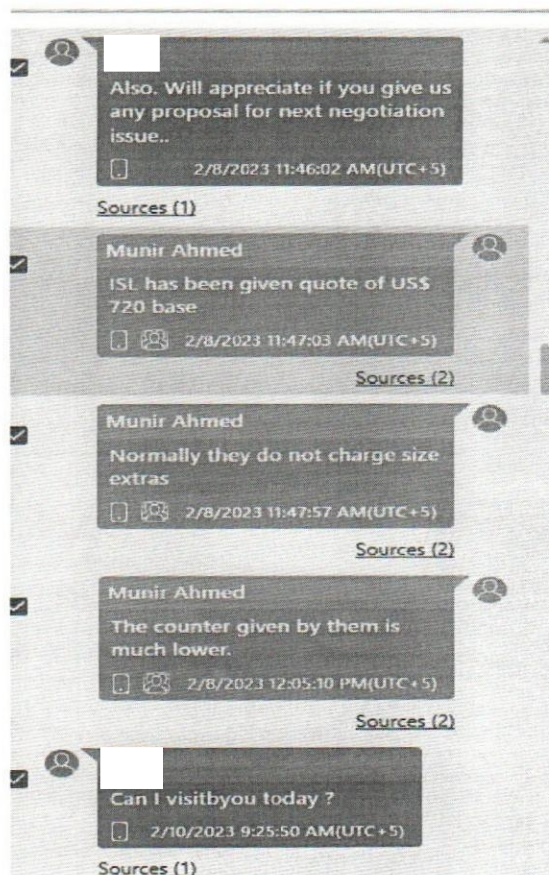 Also. Will appreciate if you give us
any proposal for next negotiation
issue..
2/8/2023 11:46:02 AM(UTC+5)
Sources (1)
Munir Ahmed
ISL has been given quote of US$
720 base
2/8/2023 11:47:03 AM(UTC+5)
Sources (2)
Munir Ahmed
Normally they do not charge size
extras
2/8/2023 11:47:57 AM(UTC+5)
Sources (2)
Munir Ahmed
The counter given by them is
much lower.
2/8/2023 12:05:10 PM(UTC+5)
Sources (2)
Can I visitbyou today ?
2/10/2023 9:25:50 AM(UTC+5)
Sources (1)